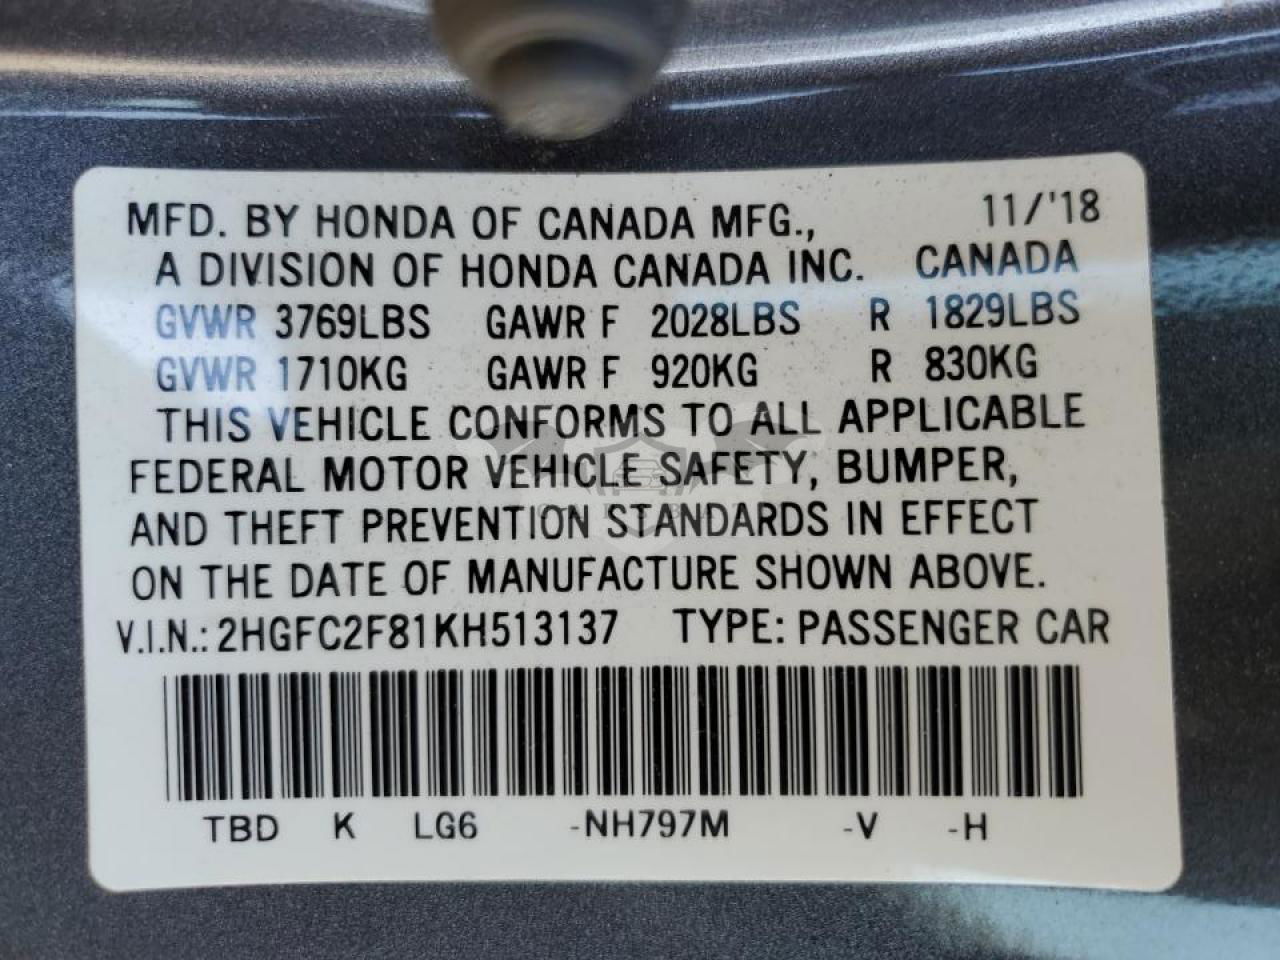 MFD. BY HONDA OF CANADA MFG., 11/'18
A DIVISION OF HONDA CANADA INC. CANADA
GVWR 3769LBS GAWR F 2028LBS R 1829LBS
GVWR 1710KG GAWR F 920KG R 830KG
THIS VEHICLE CONFORMS TO ALL APPLICABLE
FEDERAL MOTOR VEHICLE SAFETY, BUMPER,
AND THEFT PREVENTION STANDARDS IN EFFECT
ON THE DATE OF MANUFACTURE SHOWN ABOVE.
V.I.N.: 2HGFC2F81KH513137 TYPE: PASSENGER CAR
TBD K LG6 -NH797M -V -H